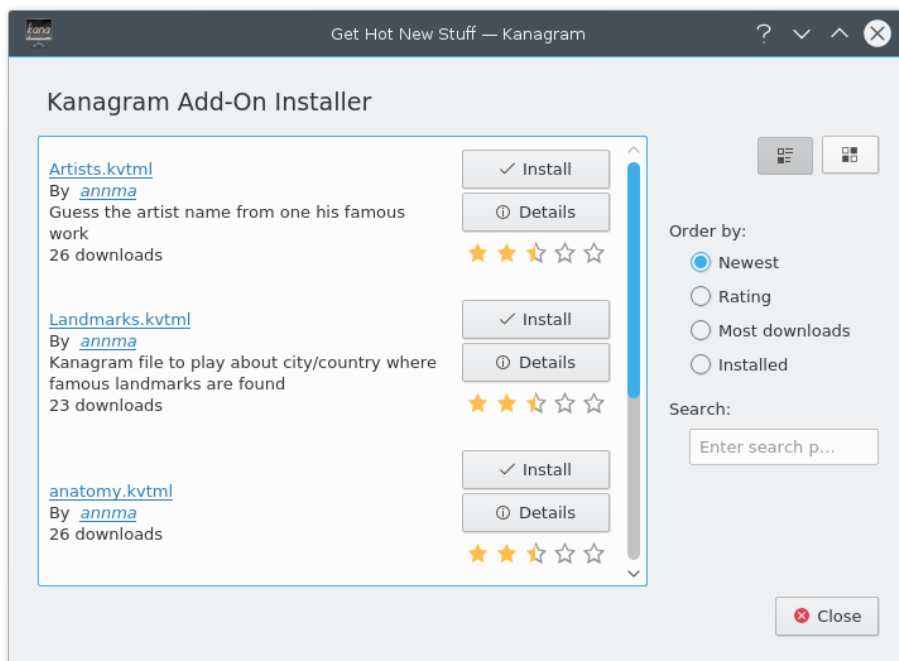 kana
Get Hot New Stuff — Kanagram
?
Kanagram Add-On Installer
Artists.kvtml
By annma
Guess the artist name from one his famous
work
26 downloads
Install
Details
Landmarks.kvtml
By annma
Kanagram file to play about city/country where
famous landmarks are found
23 downloads
Install
Details
anatomy.kvtml
By annma
26 downloads
Install
Details
Order by:
Newest
Rating
Most downloads
Installed
Search:
Enter search p...
Close